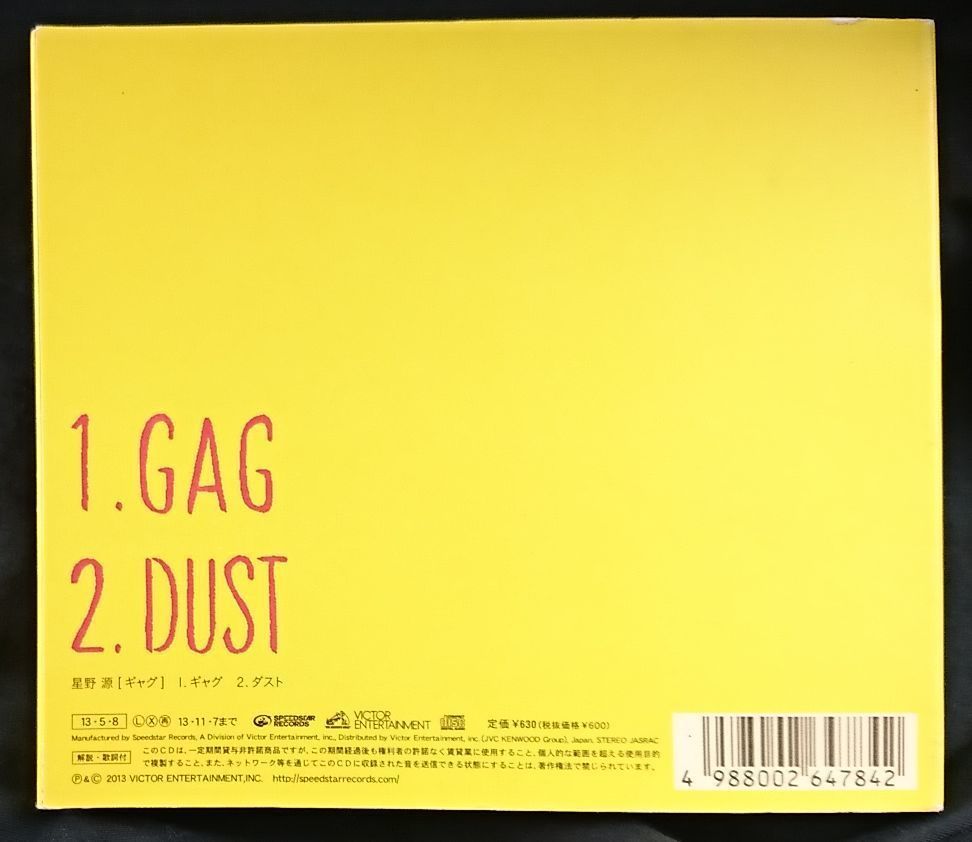 1. GAG
2. DUST
星野 源 [ギャグ] 1.ギャグ 2.ダスト
13・5・8 Ⓛ Ⓧ 再 13・11・7まで SPEEDSTAR RECORDS VICTOR ENTERTAINMENT COMPACT disc DIGITAL AUDIO 定価 ¥630(税抜価格 ¥600)
Manufactured by Speedstar Records, A Division of Victor Entertainment, inc., Distributed by Victor Entertainment, inc. (JVC KENWOOD Group), Japan. STEREO JASRAC
解説・歌詞付 このCDは、一定期間貸与非許諾商品ですが、この期間経過後も権利者の許諾なく賃貸業に使用すること、個人的な範囲を超える使用目的
で複製すること、また、ネットワーク等を通じてこのCDに収録された音を送信できる状態にすることは、著作権法で禁じられています。
Ⓟ&Ⓒ 2013 VICTOR ENTERTAINMENT,INC. http://speedstarrecords.com/
4 988002 647842